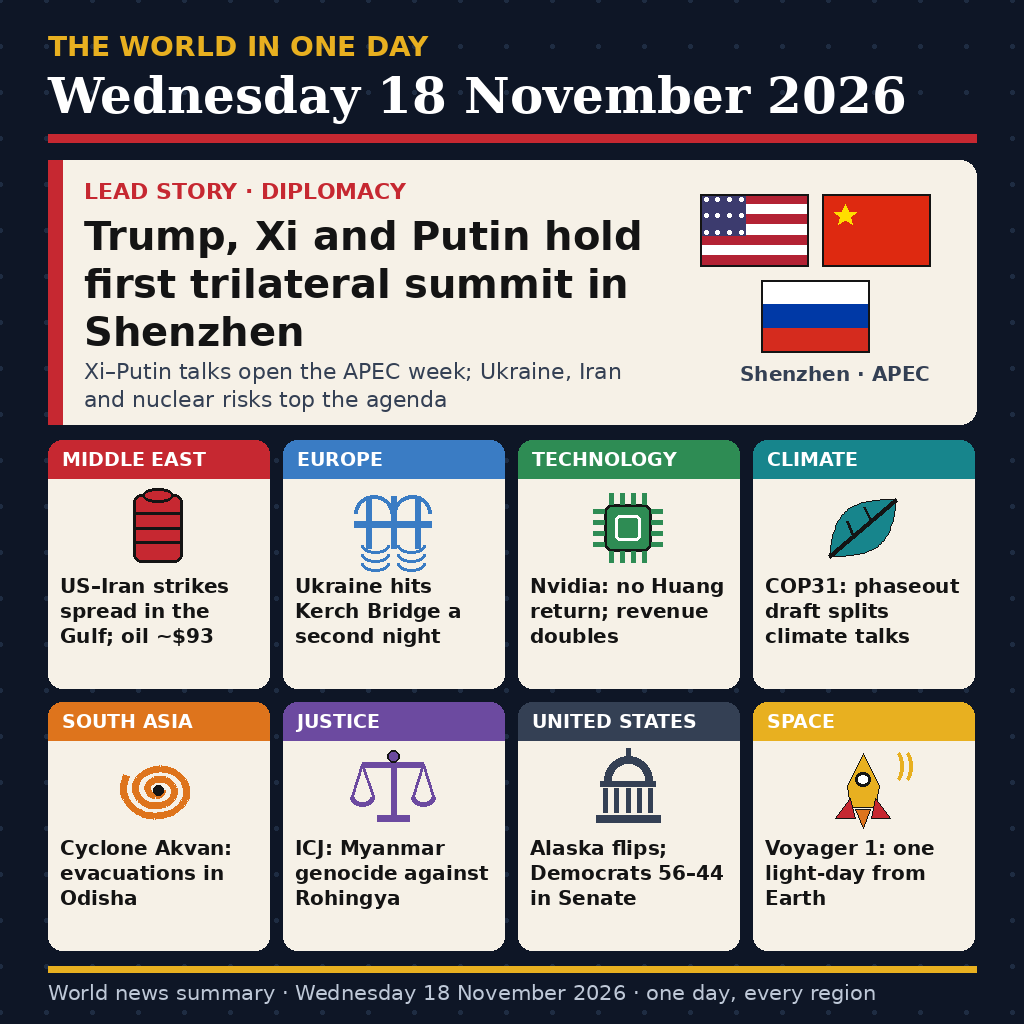 THE WORLD IN ONE DAY
Wednesday 18 November 2026
LEAD STORY · DIPLOMACY
Trump, Xi and Putin hold
first trilateral summit in
Shenzhen
Xi–Putin talks open the APEC week; Ukraine, Iran
and nuclear risks top the agenda
Shenzhen · APEC
MIDDLE EAST
US–Iran strikes
spread in the
Gulf; oil ~$93
EUROPE
Ukraine hits
Kerch Bridge a
second night
TECHNOLOGY
Nvidia: no Huang
return; revenue
doubles
CLIMATE
COP31: phaseout
draft splits
climate talks
SOUTH ASIA
Cyclone Akvan:
evacuations in
Odisha
JUSTICE
ICJ: Myanmar
genocide against
Rohingya
UNITED STATES
Alaska flips;
Democrats 56–44
in Senate
SPACE
Voyager 1: one
light-day from
Earth
World news summary · Wednesday 18 November 2026 · one day, every region